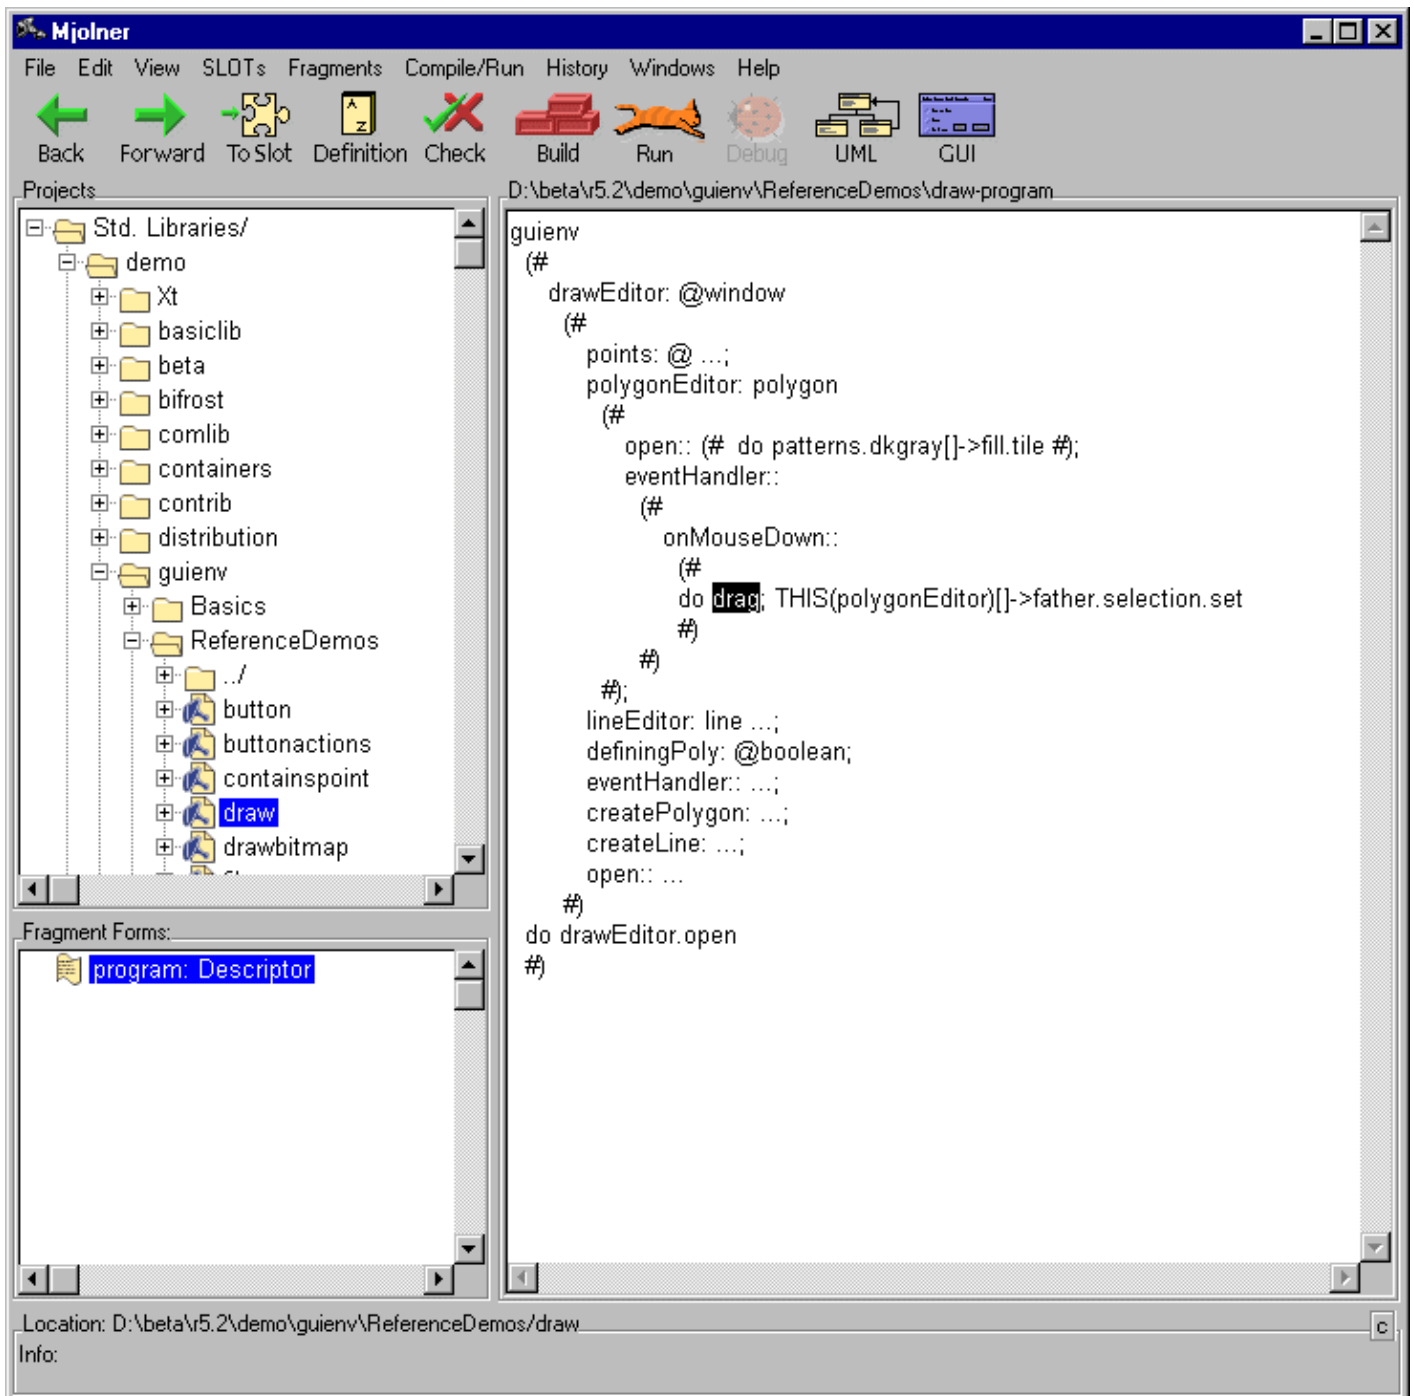 Mjolner
File Edit View SLOTs Fragments Compile/Run History Windows Help
Back Forward To Slot Definition Check Build Run Debug UML GUI
Projects
Std. Libraries/
demo
Xt
basiclib
beta
bifrost
comlib
containers
contrib
distribution
guienv
Basics
ReferenceDemos
../
button
buttonactions
containspoint
draw
drawbitmap
Fragment Forms:
program: Descriptor
D:\beta\r5.2\demo\guienv\ReferenceDemos\draw-program
guienv
(#
drawEditor: @window
(#
points: @ ...;
polygonEditor: polygon
(#
open:: (# do patterns.dkgray[]->fill.tile #);
eventHandler::
(#
onMouseDown::
(#
do drag; THIS(polygonEditor)[]->father.selection.set
#)
#)
#);
lineEditor: line ...;
definingPoly: @boolean;
eventHandler:: ...;
createPolygon: ...;
createLine: ...;
open:: ...
#)
do drawEditor.open
#)
Location: D:\beta\r5.2\demo\guienv\ReferenceDemos/draw
c
Info: